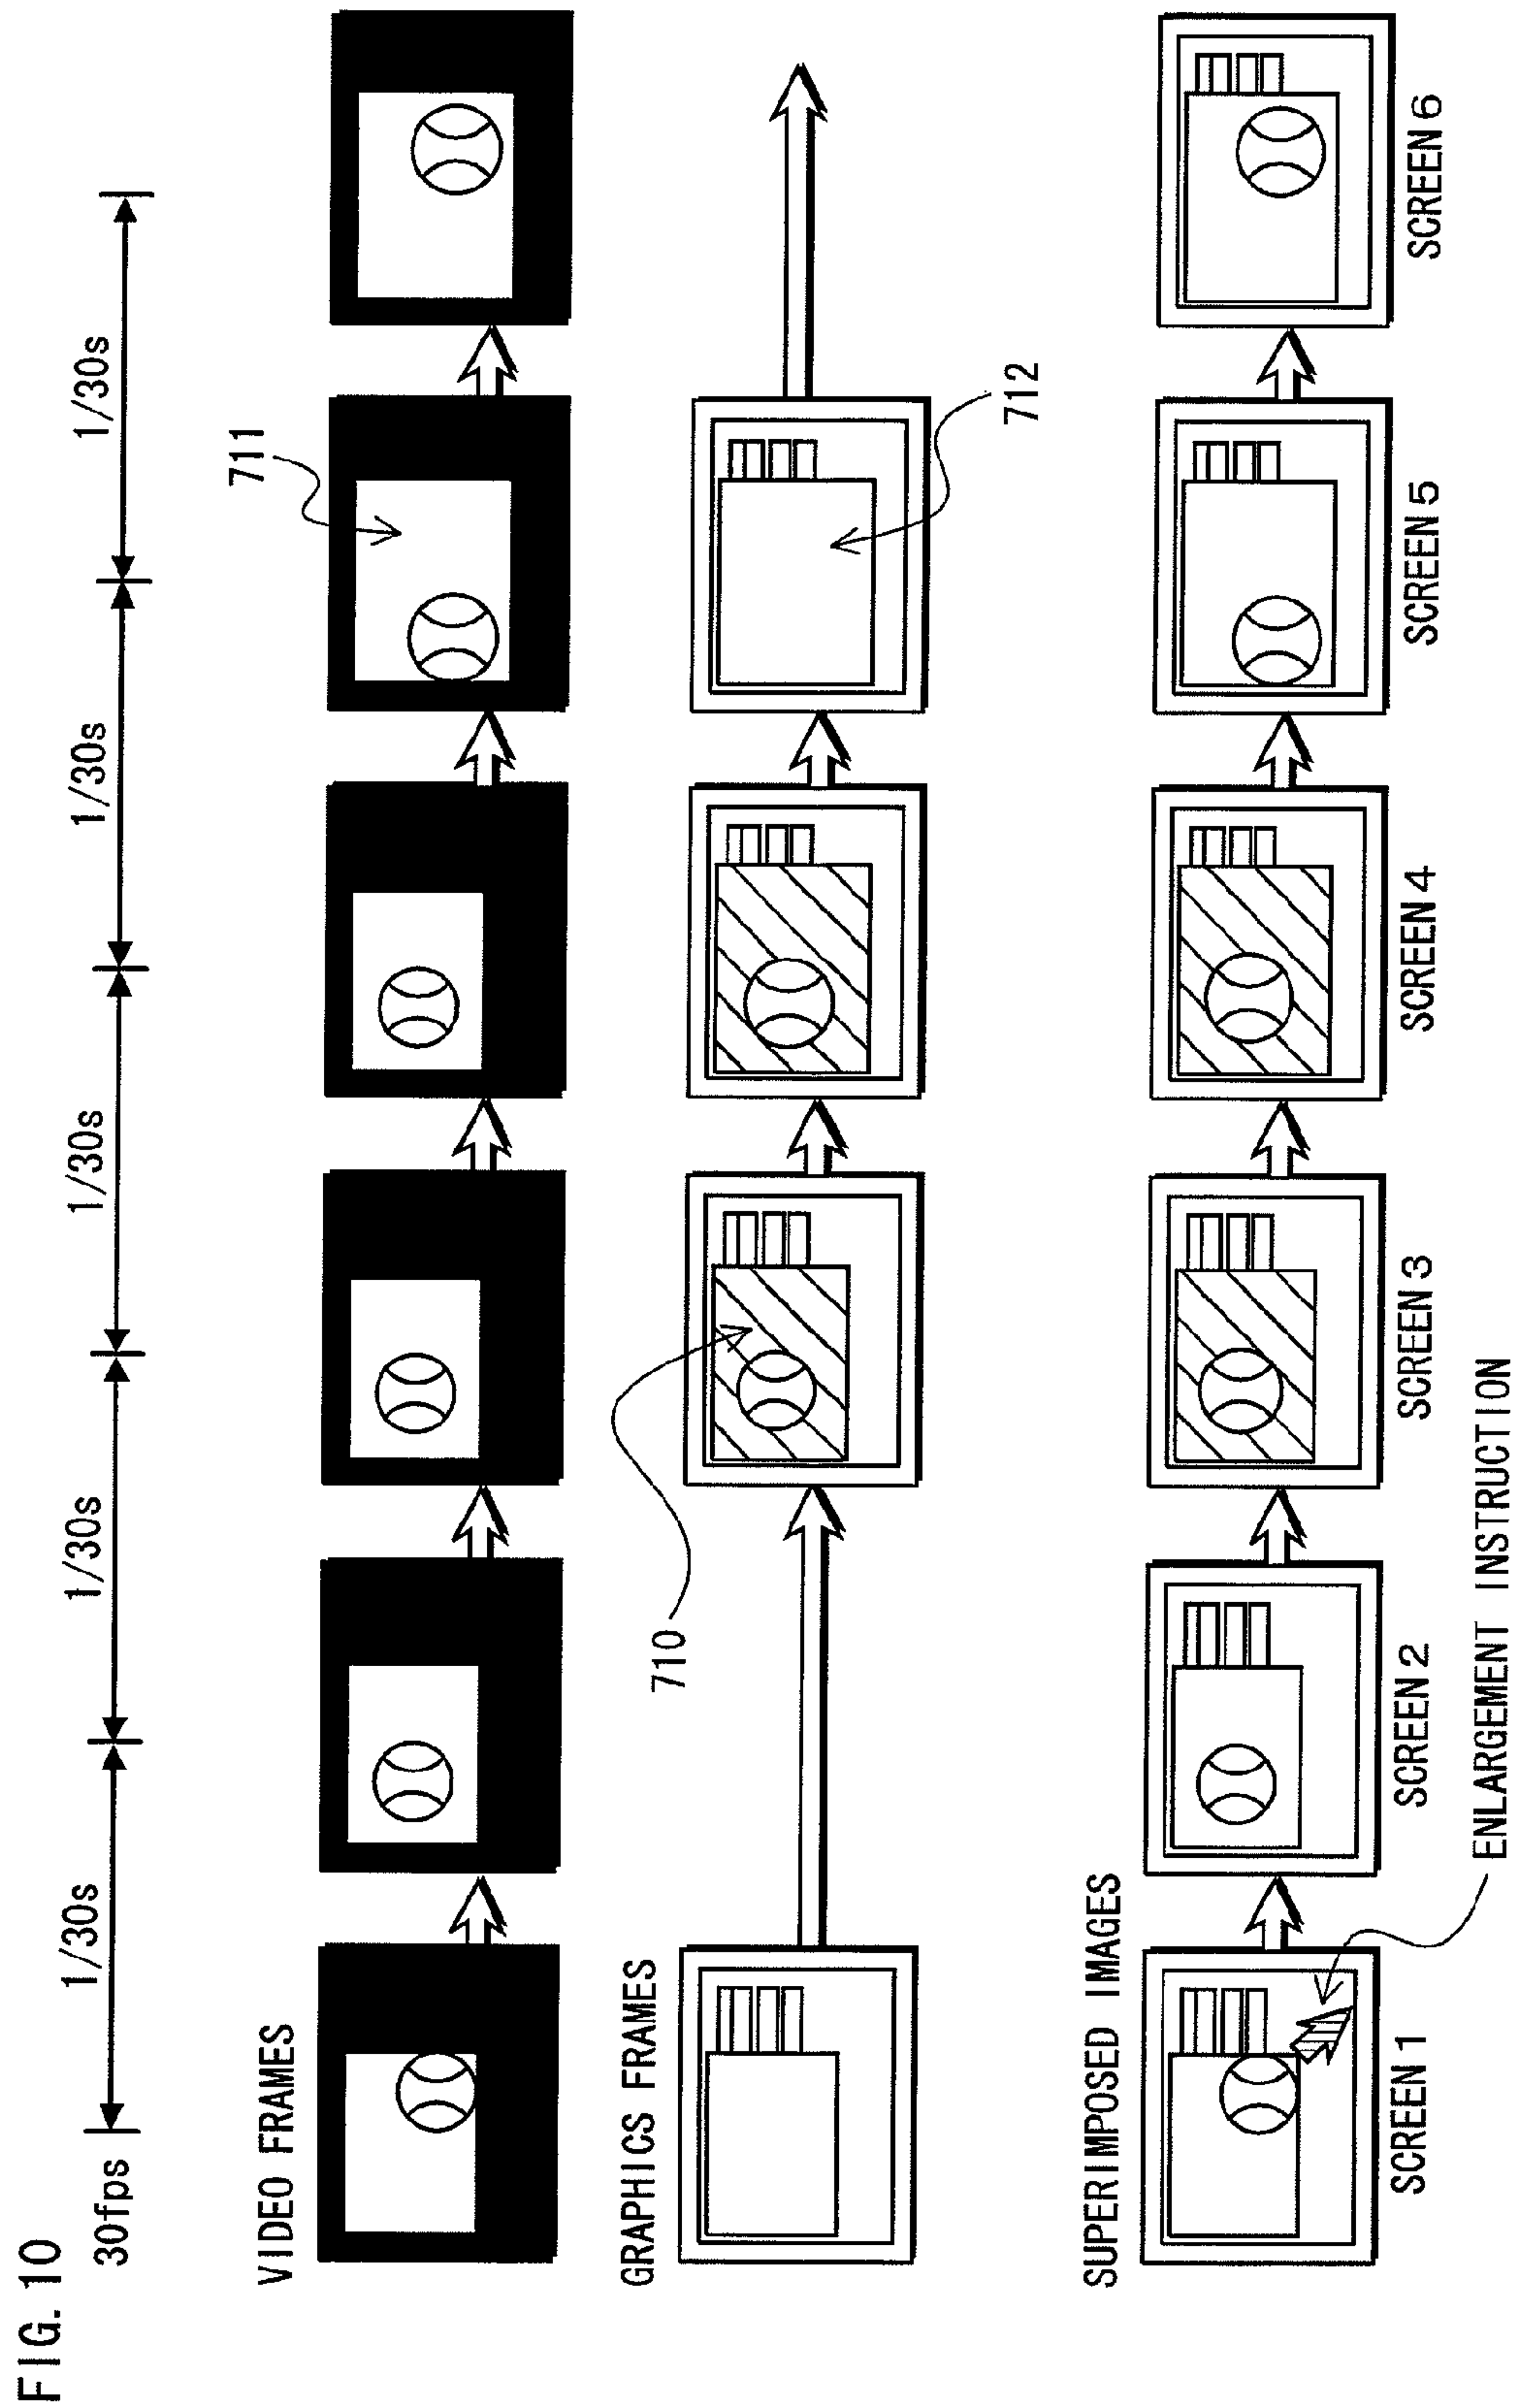 FIG. 10
30fps
1/30s
1/30s
1/30s
1/30s
1/30s
VIDEO FRAMES
711
GRAPHICS FRAMES
710
712
SUPERIMPOSED IMAGES
SCREEN 1
SCREEN 2
SCREEN 3
SCREEN 4
SCREEN 5
SCREEN 6
ENLARGEMENT INSTRUCTION